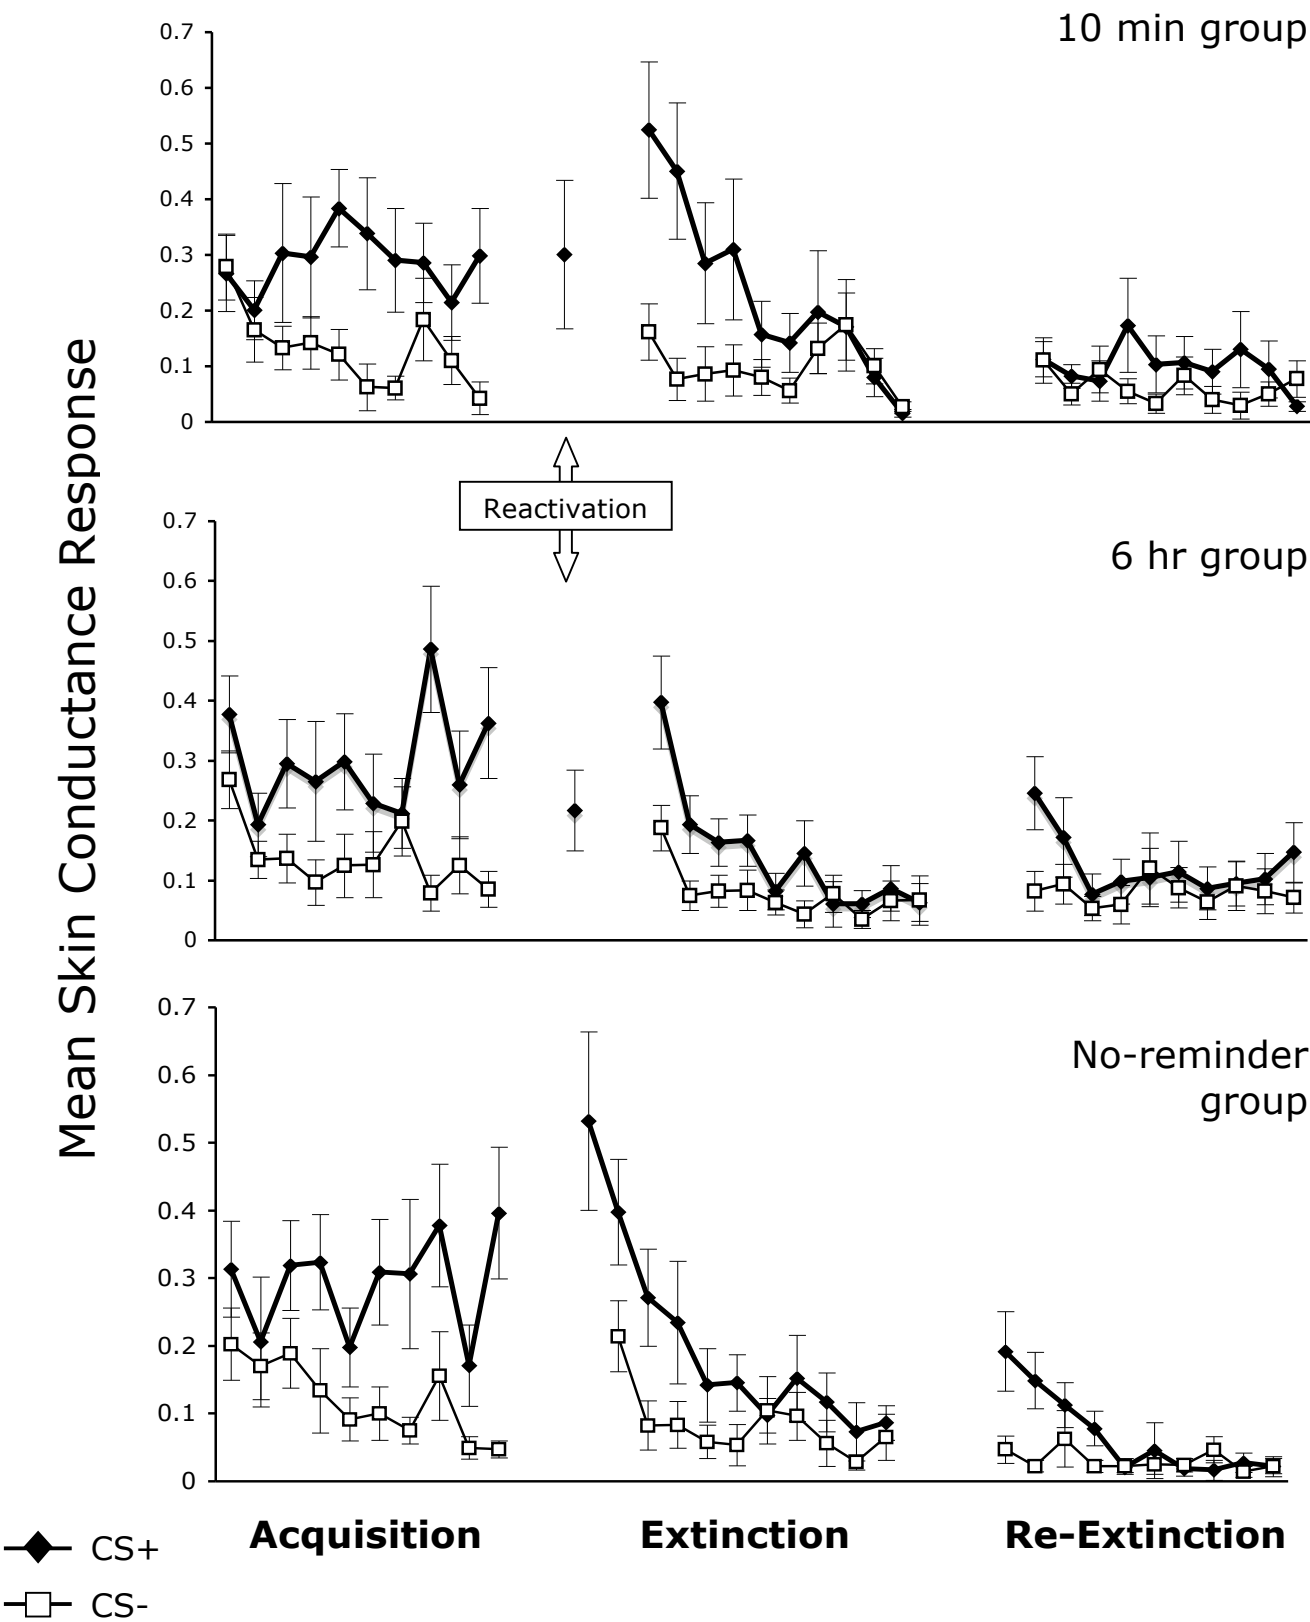 10 min group
0.7
0.6
0.5
0.4
0.3
0.2
0.1
0
Reactivation
Mean Skin Conductance Response
6 hr group
0.7
0.6
0.5
0.4
0.3
0.2
0.1
0
No-reminder
group
0.7
0.6
0.5
0.4
0.3
0.2
0.1
0
Acquisition
Extinction
Re-Extinction
CS+
CS-